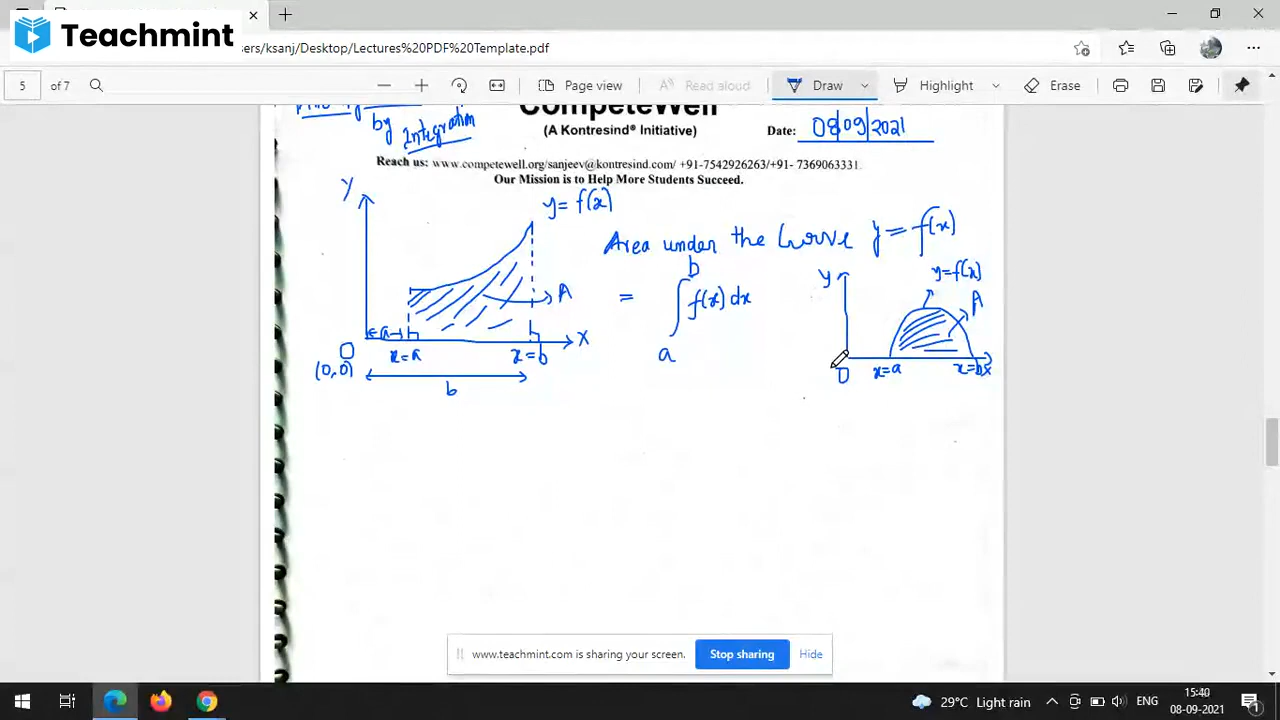 Teachmint
ers/ksanj/Desktop/Lectures%20PDF%20Template.pdf
5 of 7
Page view
Read aloud
Draw
Highlight
Erase
CompeteWell
by Integration
(A Kontresind® Initiative)
Date: 08/09/2021
Reach us: www.competewell.org/sanjeev@kontresind.com/ +91-7542926263/+91- 7369063331.
Our Mission is to Help More Students Succeed.
Y
y = f(x)
Area under the Curve y = f(x)
= ∫ₐᵇ f(x) dx
A
a
x=a
x=b
X
O
(0,0)
b
y
y=f(x)
A
O
x=a
x=b
x
www.teachmint.com is sharing your screen.
Stop sharing
Hide
29°C Light rain
ENG
15:40
08-09-2021
1